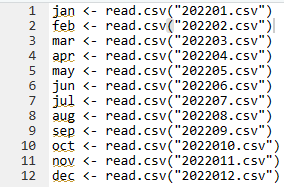 1 jan <- read.csv("202201.csv")
2 feb <- read.csv("202202.csv")
3 mar <- read.csv("202203.csv")
4 apr <- read.csv("202204.csv")
5 may <- read.csv("202205.csv")
6 jun <- read.csv("202206.csv")
7 jul <- read.csv("202207.csv")
8 aug <- read.csv("202208.csv")
9 sep <- read.csv("202209.csv")
10 oct <- read.csv("2022010.csv")
11 nov <- read.csv("2022011.csv")
12 dec <- read.csv("2022012.csv")